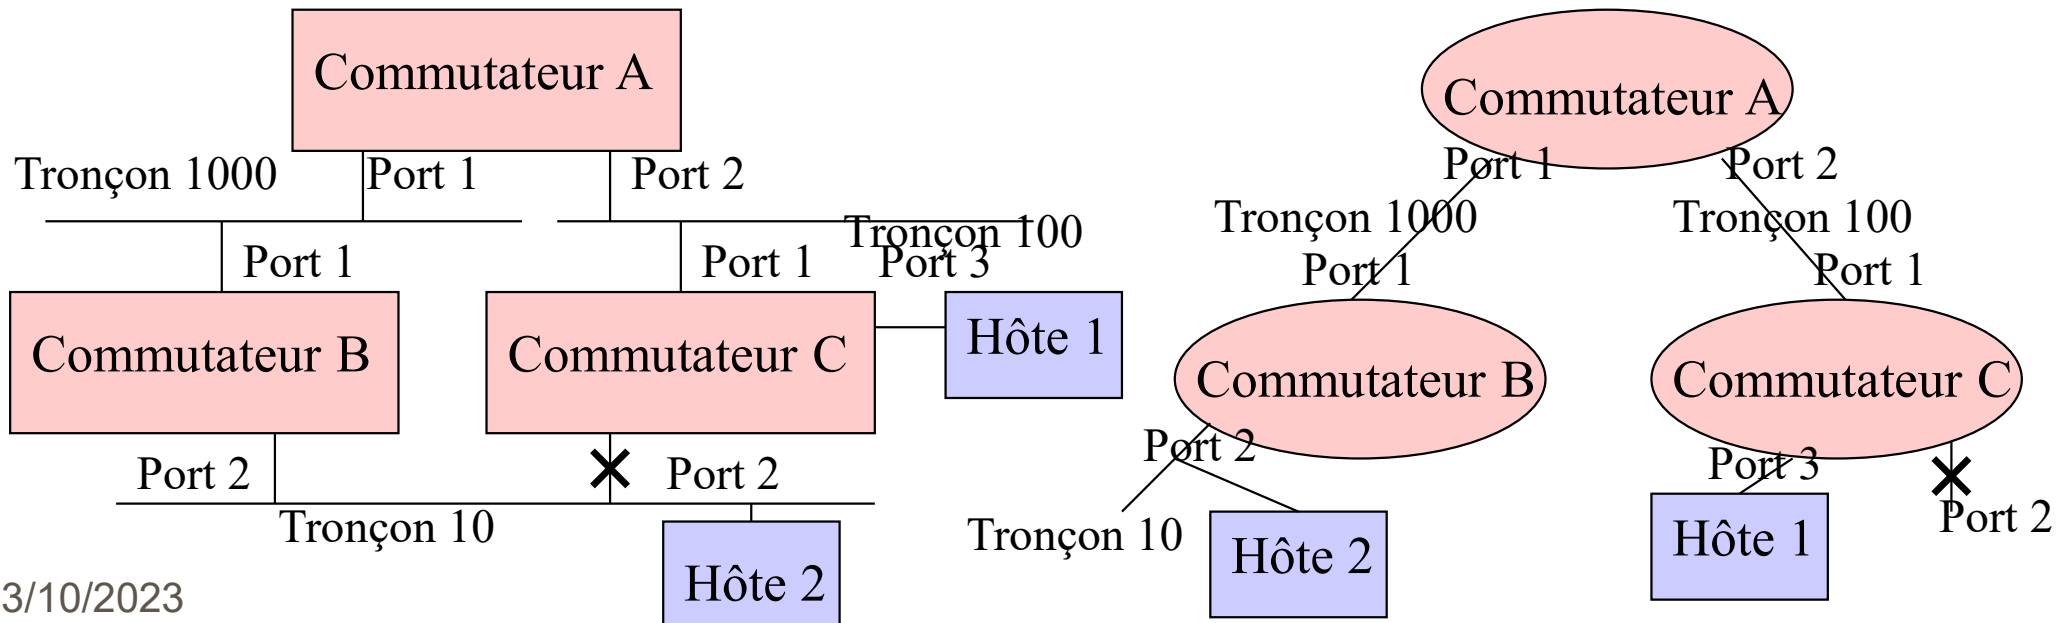 Commutateur A
Tronçon 1000
Port 1
Port 2
Tronçon 100
Port 1
Port 1
Port 3
Commutateur B
Commutateur C
Hôte 1
Port 2
Port 2
Tronçon 10
Hôte 2
3/10/2023
Commutateur A
Port 1
Port 2
Tronçon 1000
Tronçon 100
Port 1
Port 1
Commutateur B
Commutateur C
Port 2
Port 3
Tronçon 10
Hôte 2
Hôte 1
Port 2